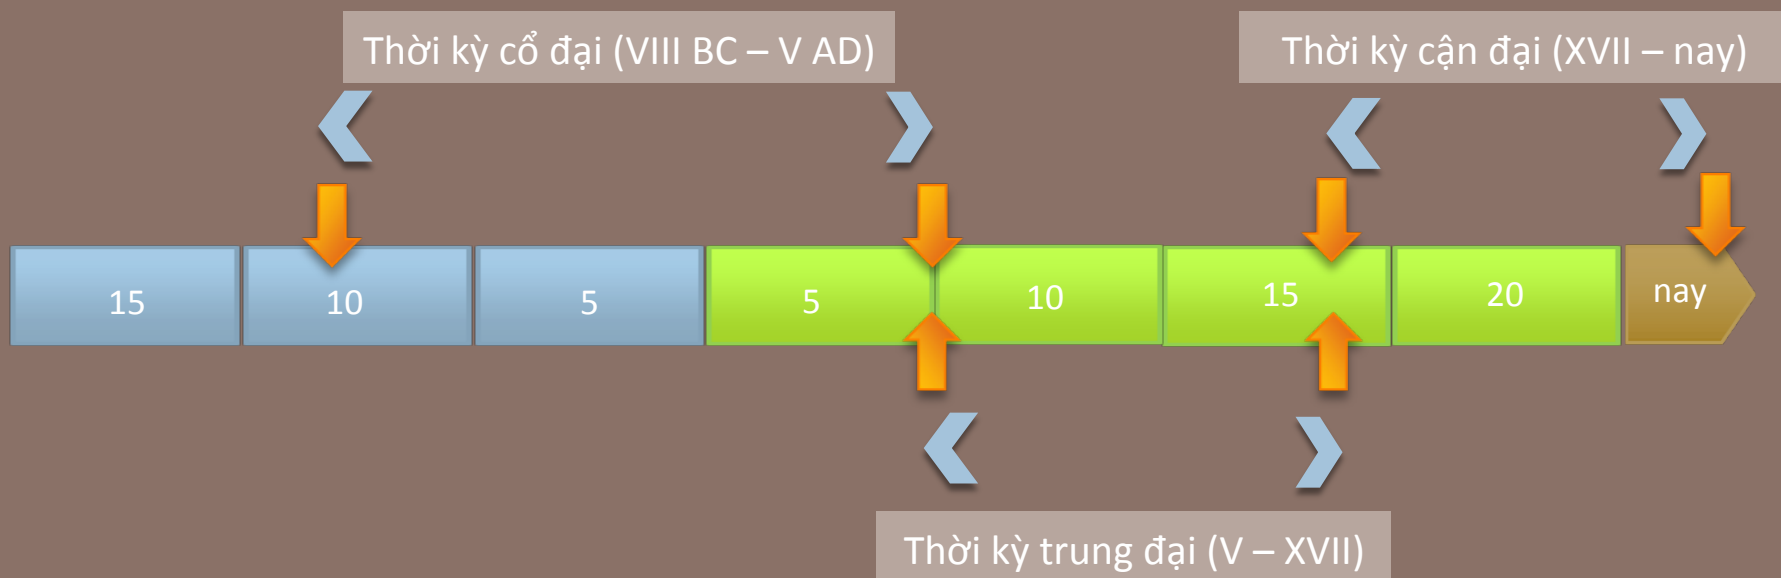 Thời kỳ cổ đại (VIII BC – V AD)
Thời kỳ cận đại (XVII – nay)
15
10
5
5
10
15
20
nay
Thời kỳ trung đại (V – XVII)